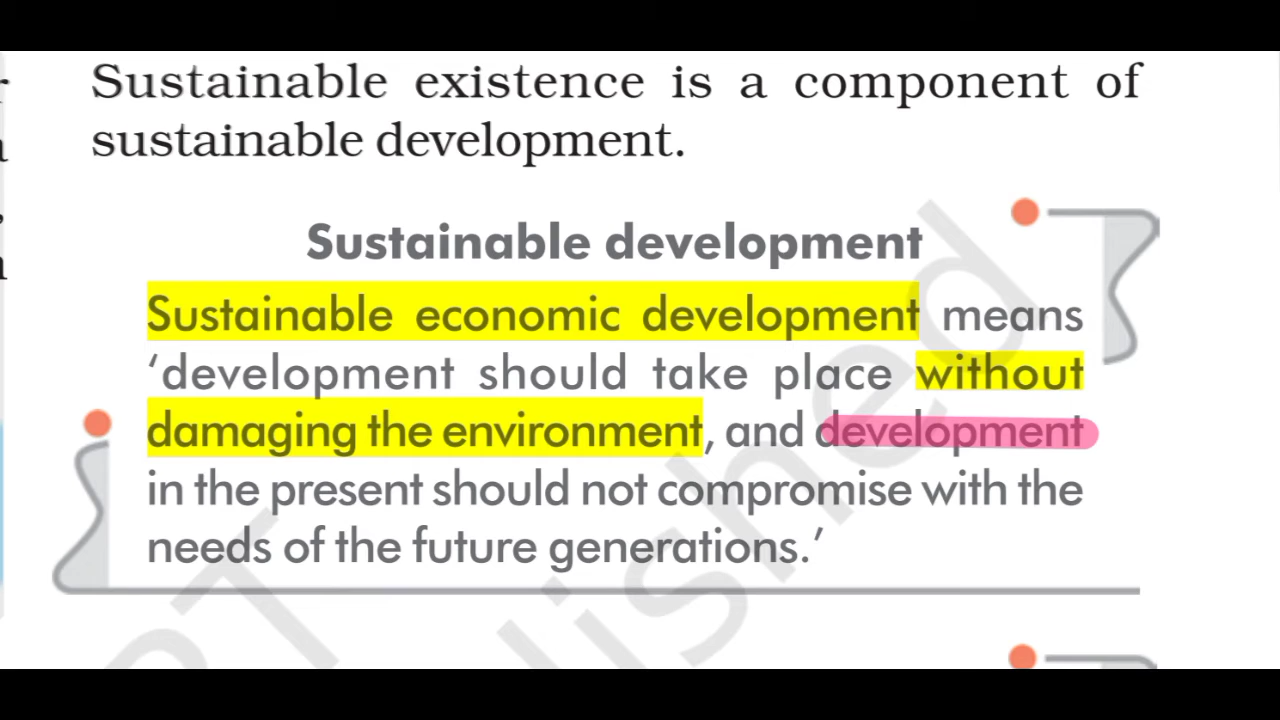 Sustainable existence is a component of
sustainable development.
Sustainable development
Sustainable economic development means
‘development should take place without
damaging the environment, and development
in the present should not compromise with the
needs of the future generations.’